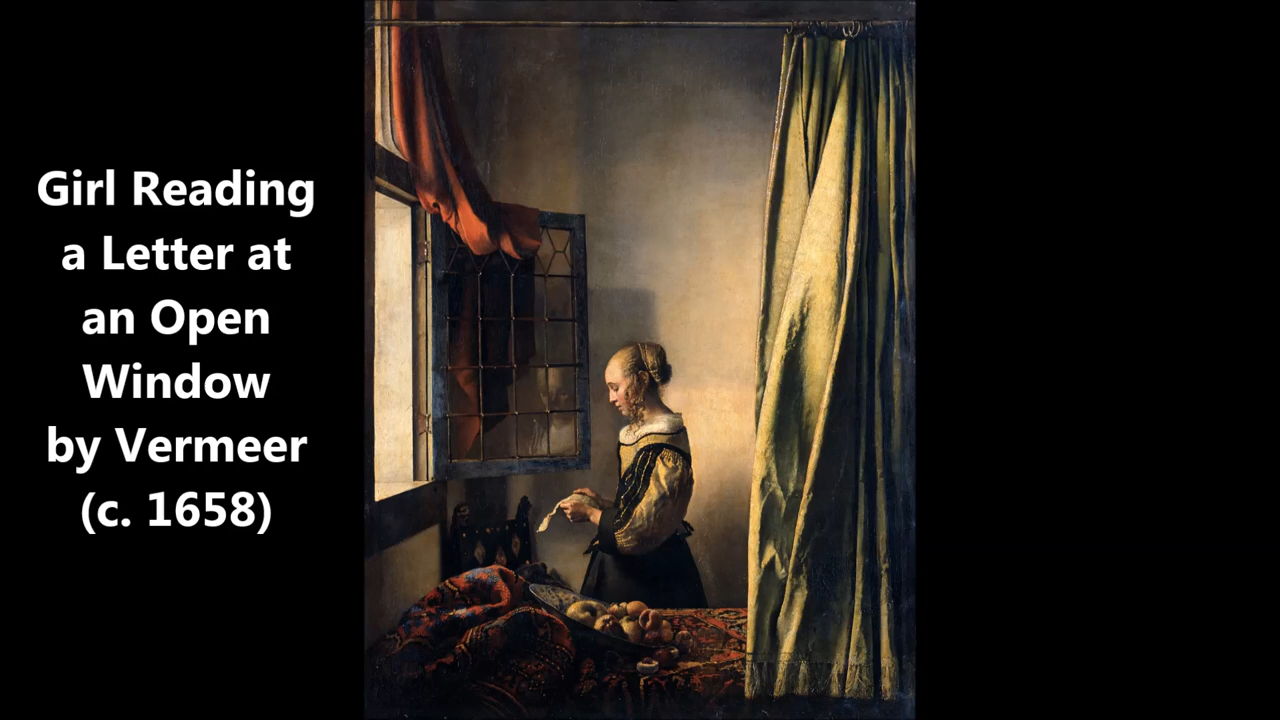 Girl Reading
a Letter at
an Open
Window
by Vermeer
(c. 1658)